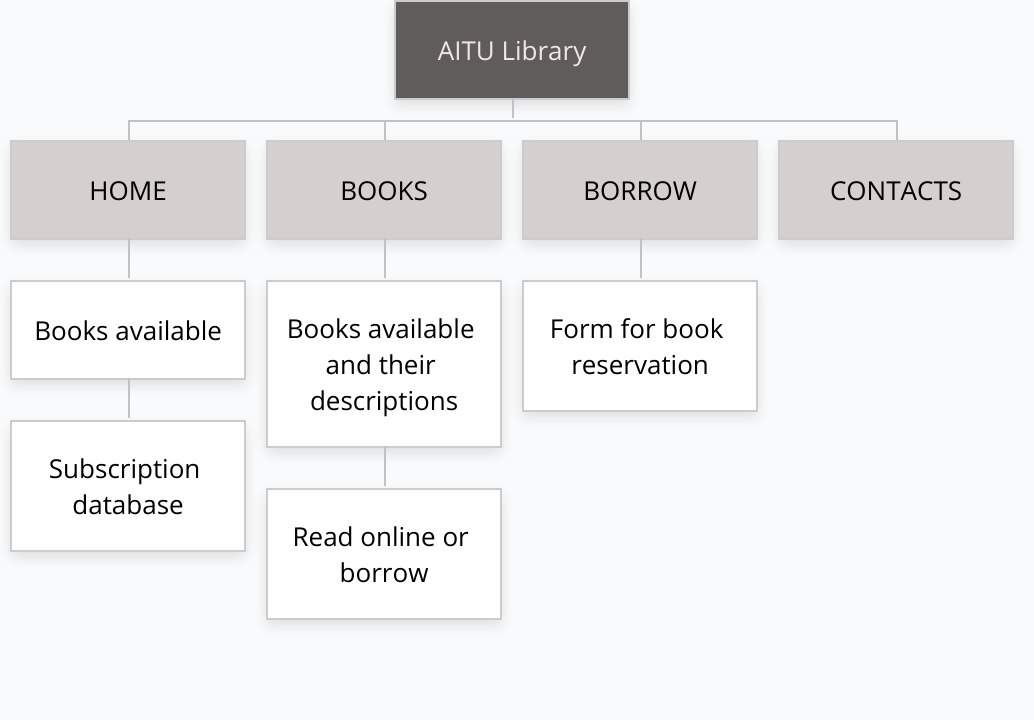 AITU Library
HOME
BOOKS
BORROW
CONTACTS
Books available
Subscription
database
Books available
and their
descriptions
Read online or
borrow
Form for book
reservation